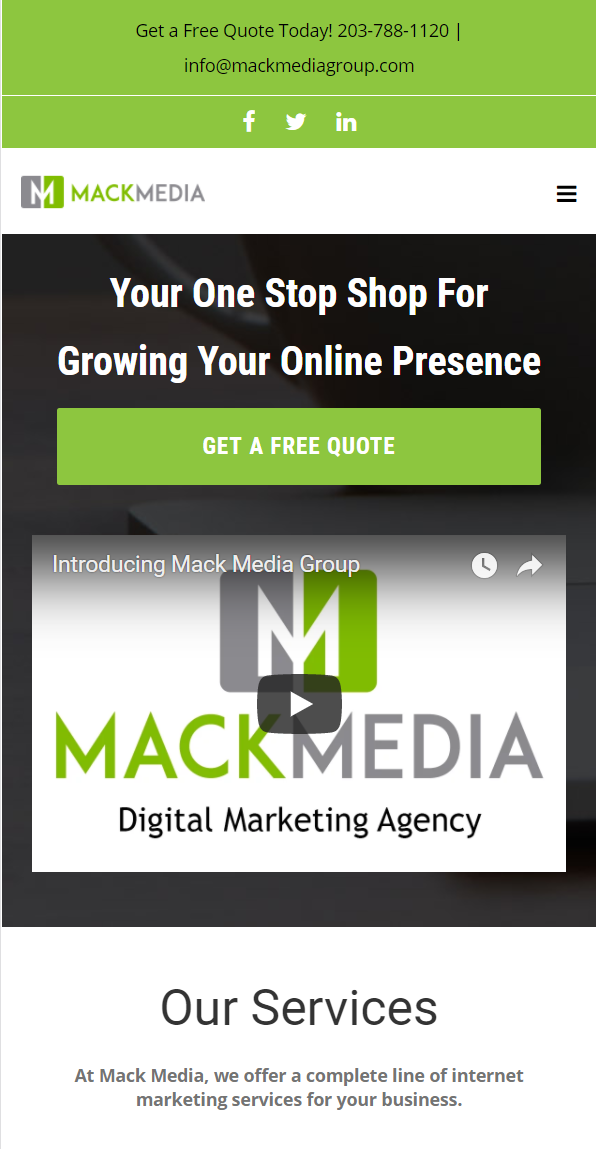 Get a Free Quote Today! 203-788-1120 |
info@mackmediagroup.com
MACKMEDIA
Your One Stop Shop For
Growing Your Online Presence
GET A FREE QUOTE
Introducing Mack Media Group
MACKMEDIA
Digital Marketing Agency
Our Services
At Mack Media, we offer a complete line of internet
marketing services for your business.